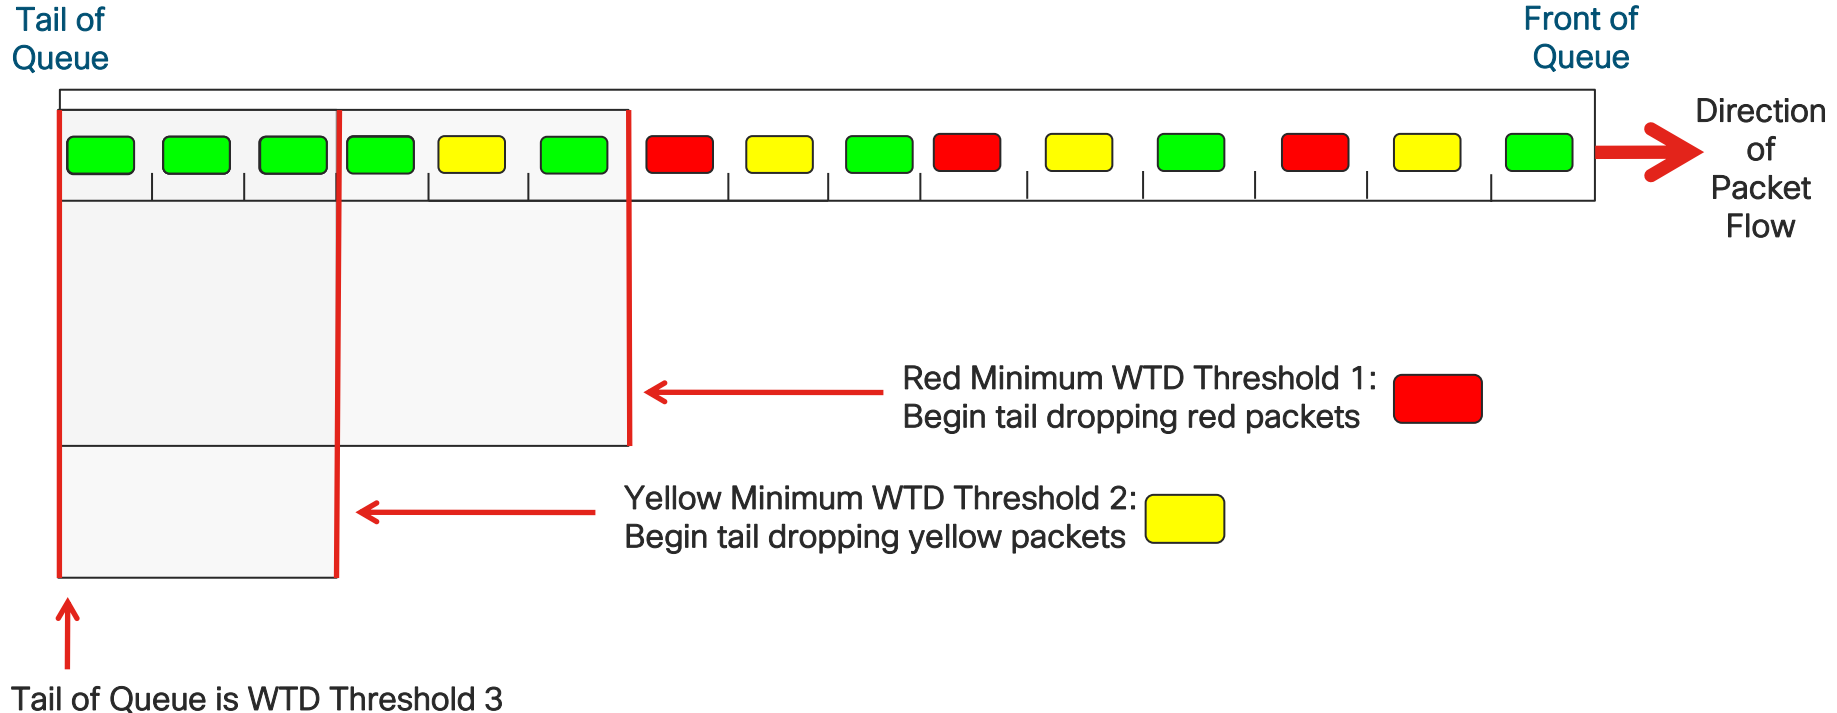 Tail of
Queue
Front of
Queue
Direction
of
Packet
Flow
Red Minimum WTD Threshold 1:
Begin tail dropping red packets
Yellow Minimum WTD Threshold 2:
Begin tail dropping yellow packets
Tail of Queue is WTD Threshold 3